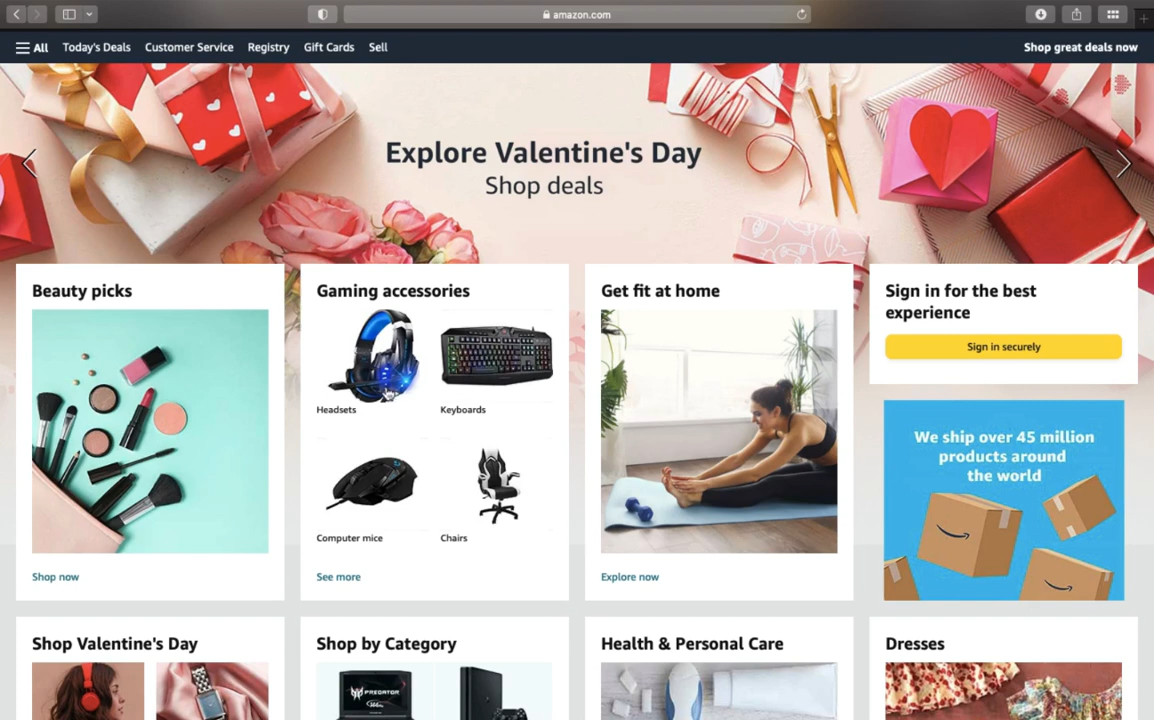 amazon.com
All Today's Deals Customer Service Registry Gift Cards Sell Shop great deals now
Explore Valentine's Day
Shop deals
Beauty picks
Shop now
Gaming accessories
Headsets
Keyboards
Computer mice
Chairs
See more
Get fit at home
Explore now
Sign in for the best
experience
Sign in securely
We ship over 45 million
products around
the world
Shop Valentine's Day
Shop by Category
PREDATOR
Health & Personal Care
Dresses